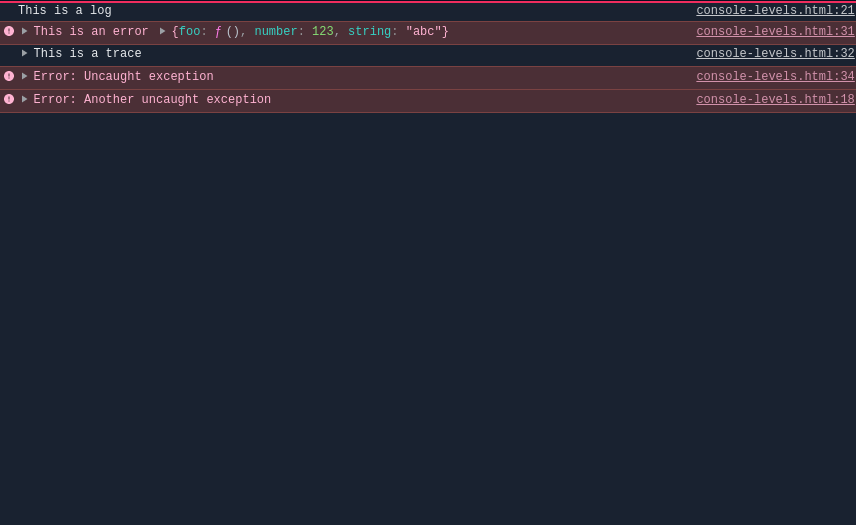 This is a log console-levels.html:21
This is an error {foo: ƒ (), number: 123, string: "abc"} console-levels.html:31
This is a trace console-levels.html:32
Error: Uncaught exception console-levels.html:34
Error: Another uncaught exception console-levels.html:18